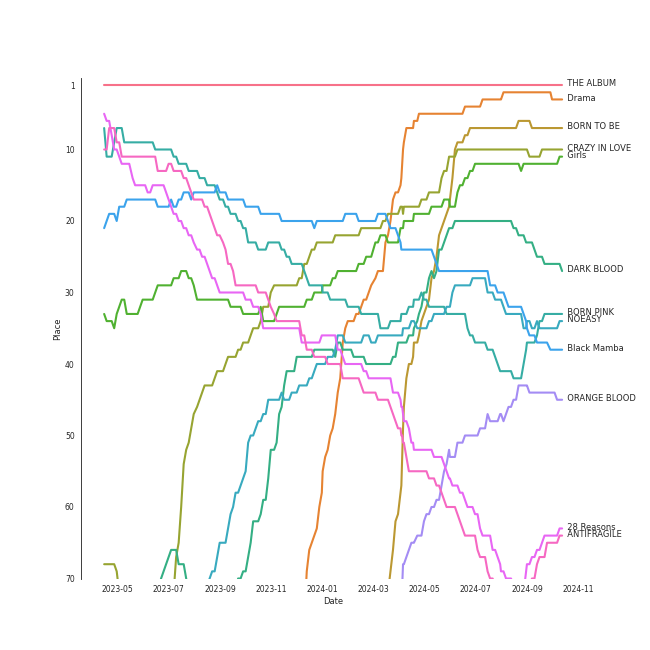 1
10
20
30
40
50
60
70
Place
2023-05
2023-07
2023-09
2023-11
2024-01
2024-03
2024-05
2024-07
2024-09
2024-11
Date
THE ALBUM
Drama
BORN TO BE
CRAZY IN LOVE
Girls
DARK BLOOD
BORN PINK
NOEASY
Black Mamba
ORANGE BLOOD
28 Reasons
ANTIFRAGILE